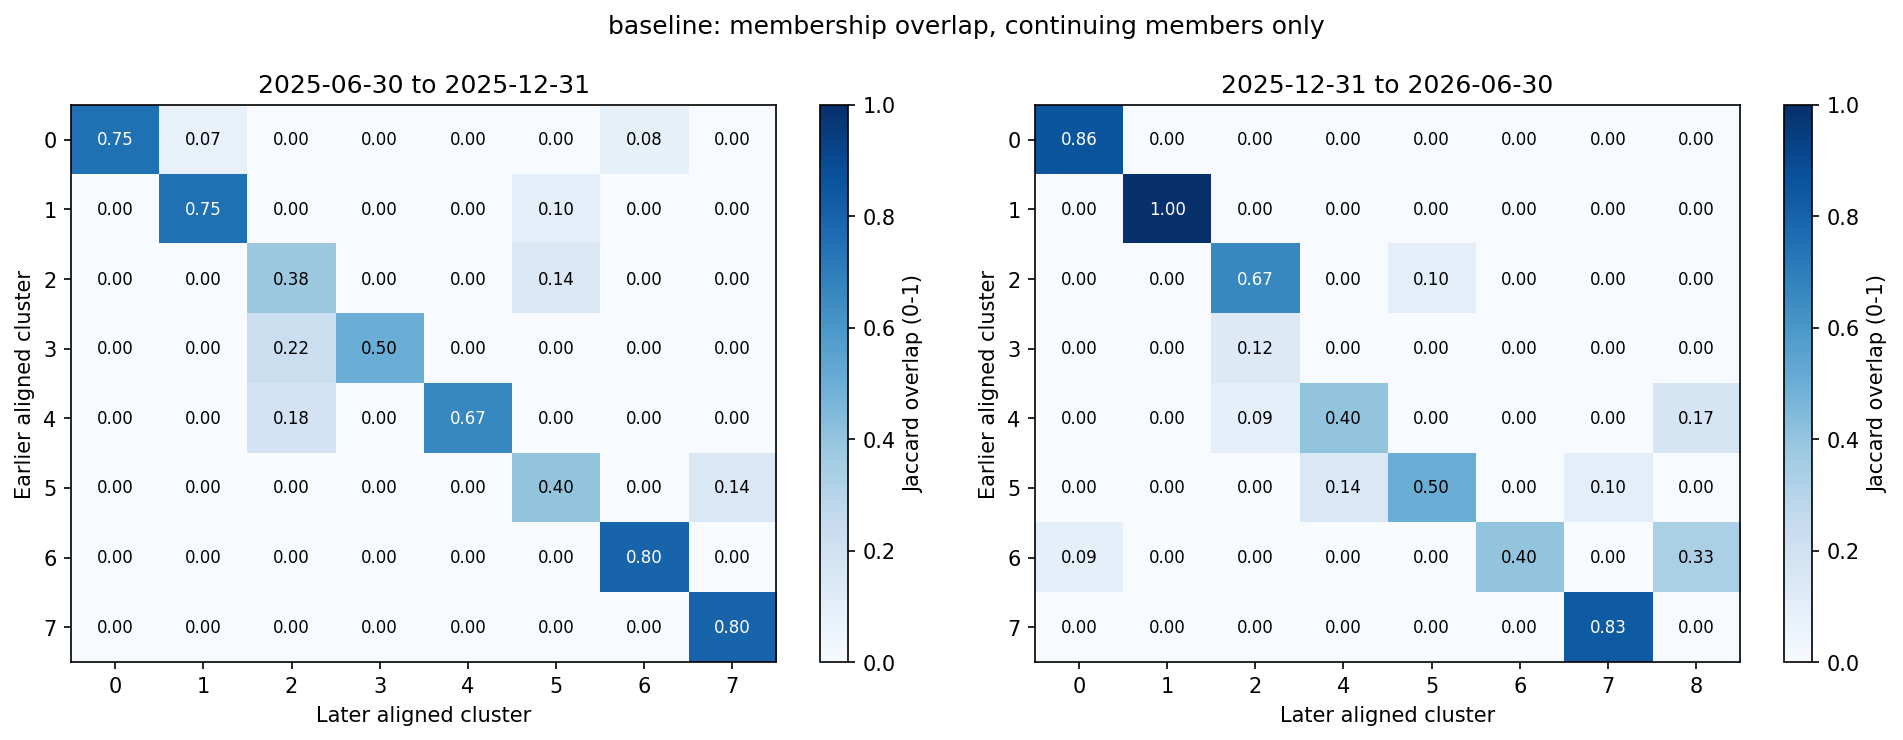 baseline: membership overlap, continuing members only
2025-06-30 to 2025-12-31
0 0.75 0.07 0.00 0.00 0.00 0.00 0.08 0.00
1 0.00 0.75 0.00 0.00 0.00 0.10 0.00 0.00
2 0.00 0.00 0.38 0.00 0.00 0.14 0.00 0.00
3 0.00 0.00 0.22 0.50 0.00 0.00 0.00 0.00
4 0.00 0.00 0.18 0.00 0.67 0.00 0.00 0.00
5 0.00 0.00 0.00 0.00 0.00 0.40 0.00 0.14
6 0.00 0.00 0.00 0.00 0.00 0.00 0.80 0.00
7 0.00 0.00 0.00 0.00 0.00 0.00 0.00 0.80
0 1 2 3 4 5 6 7
Later aligned cluster
Earlier aligned cluster
1.0
0.8
0.6
0.4
0.2
0.0
Jaccard overlap (0-1)
2025-12-31 to 2026-06-30
0 0.86 0.00 0.00 0.00 0.00 0.00 0.00 0.00
1 0.00 1.00 0.00 0.00 0.00 0.00 0.00 0.00
2 0.00 0.00 0.67 0.00 0.10 0.00 0.00 0.00
3 0.00 0.00 0.12 0.00 0.00 0.00 0.00 0.00
4 0.00 0.00 0.09 0.40 0.00 0.00 0.00 0.17
5 0.00 0.00 0.00 0.14 0.50 0.00 0.10 0.00
6 0.09 0.00 0.00 0.00 0.00 0.40 0.00 0.33
7 0.00 0.00 0.00 0.00 0.00 0.00 0.83 0.00
0 1 2 4 5 6 7 8
Later aligned cluster
Earlier aligned cluster
1.0
0.8
0.6
0.4
0.2
0.0
Jaccard overlap (0-1)